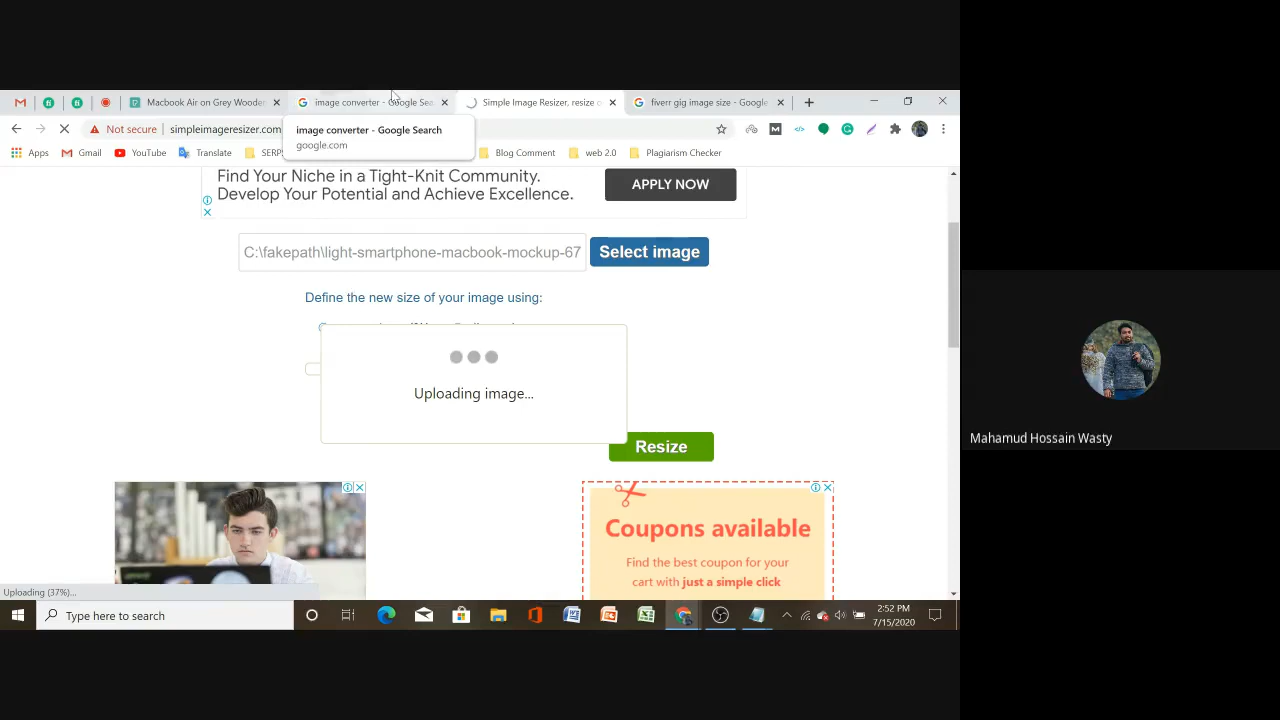 Macbook Air on Grey Wooden
image converter - Google Sea
Simple Image Resizer, resize o
fiverr gig image size - Google
Not secure
simpleimageresizer.com
image converter - Google Search
google.com
Apps
Gmail
YouTube
Translate
SERP
Blog Comment
web 2.0
Plagiarism Checker
Find Your Niche in a Tight-Knit Community.
Develop Your Potential and Achieve Excellence.
APPLY NOW
C:\fakepath\light-smartphone-macbook-mockup-67
Select image
Define the new size of your image using:
Uploading image...
Resize
Coupons available
Find the best coupon for your
cart with just a simple click
Uploading (37%)...
Type here to search
2:52 PM
7/15/2020
Mahamud Hossain Wasty